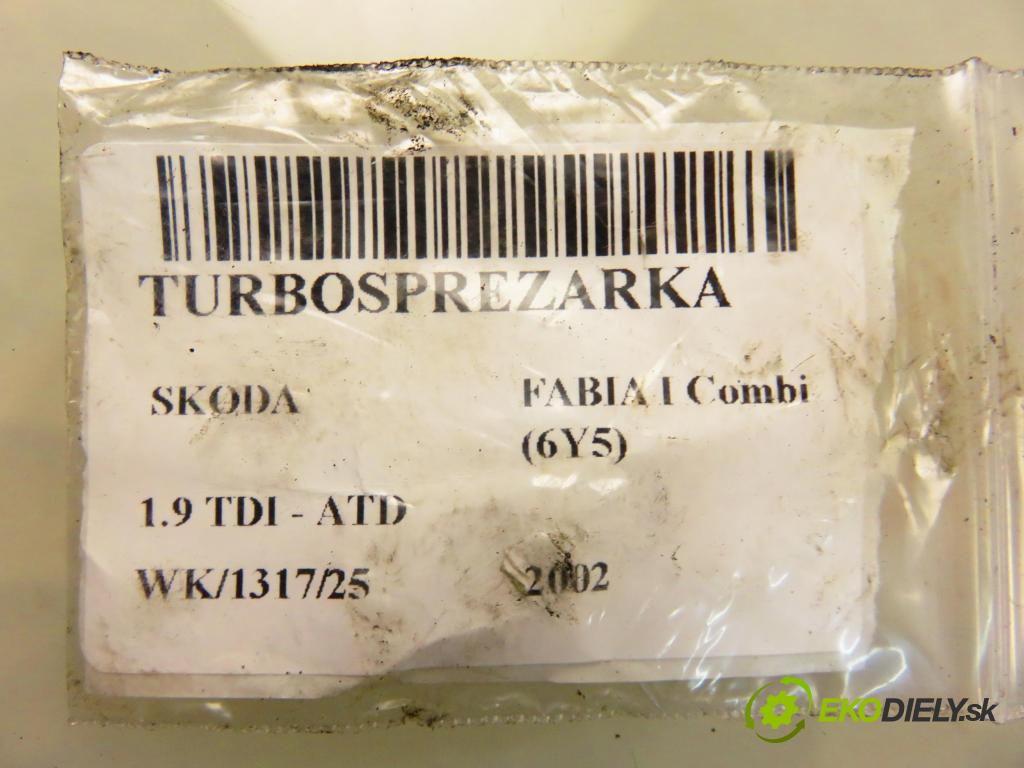 TURBOSPREZARKA
SKODA FABIA I Combi
(6Y5)
1.9 TDI - ATD
WK/1317/25 2002
EKODIELY.sk